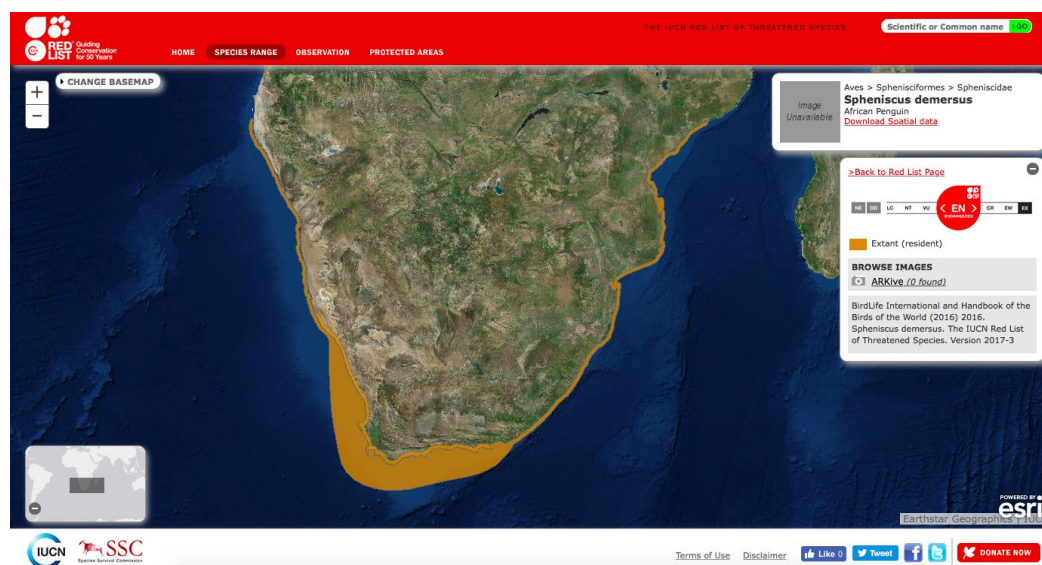 RED LIST
Guiding
Conservation
for 50 Years
THE IUCN RED LIST OF THREATENED SPECIES
Scientific or Common name >GO
HOME SPECIES RANGE OBSERVATION PROTECTED AREAS
+
−
CHANGE BASEMAP
Image
Unavailable
Aves > Sphenisciformes > Spheniscidae
Spheniscus demersus
African Penguin
Download Spatial data
>Back to Red List Page
NE DD LC NT VU < EN > CR EW EX
ENDANGERED
Extant (resident)
BROWSE IMAGES
ARKive (0 found)
BirdLife International and Handbook of the
Birds of the World (2016) 2016.
Spheniscus demersus. The IUCN Red List
of Threatened Species. Version 2017-3
POWERED BY
esri
Earthstar Geographics |
IUCN
SSC
Species Survival Commission
Terms of Use Disclaimer Like 0 Tweet DONATE NOW